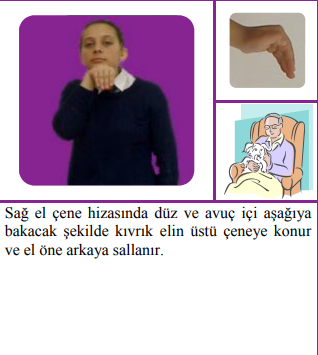 Sağ el çene hizasında düz ve avuç içi aşağıya
bakacak şekilde kıvrık elin üstü çeneye konur
ve el öne arkaya sallanır.